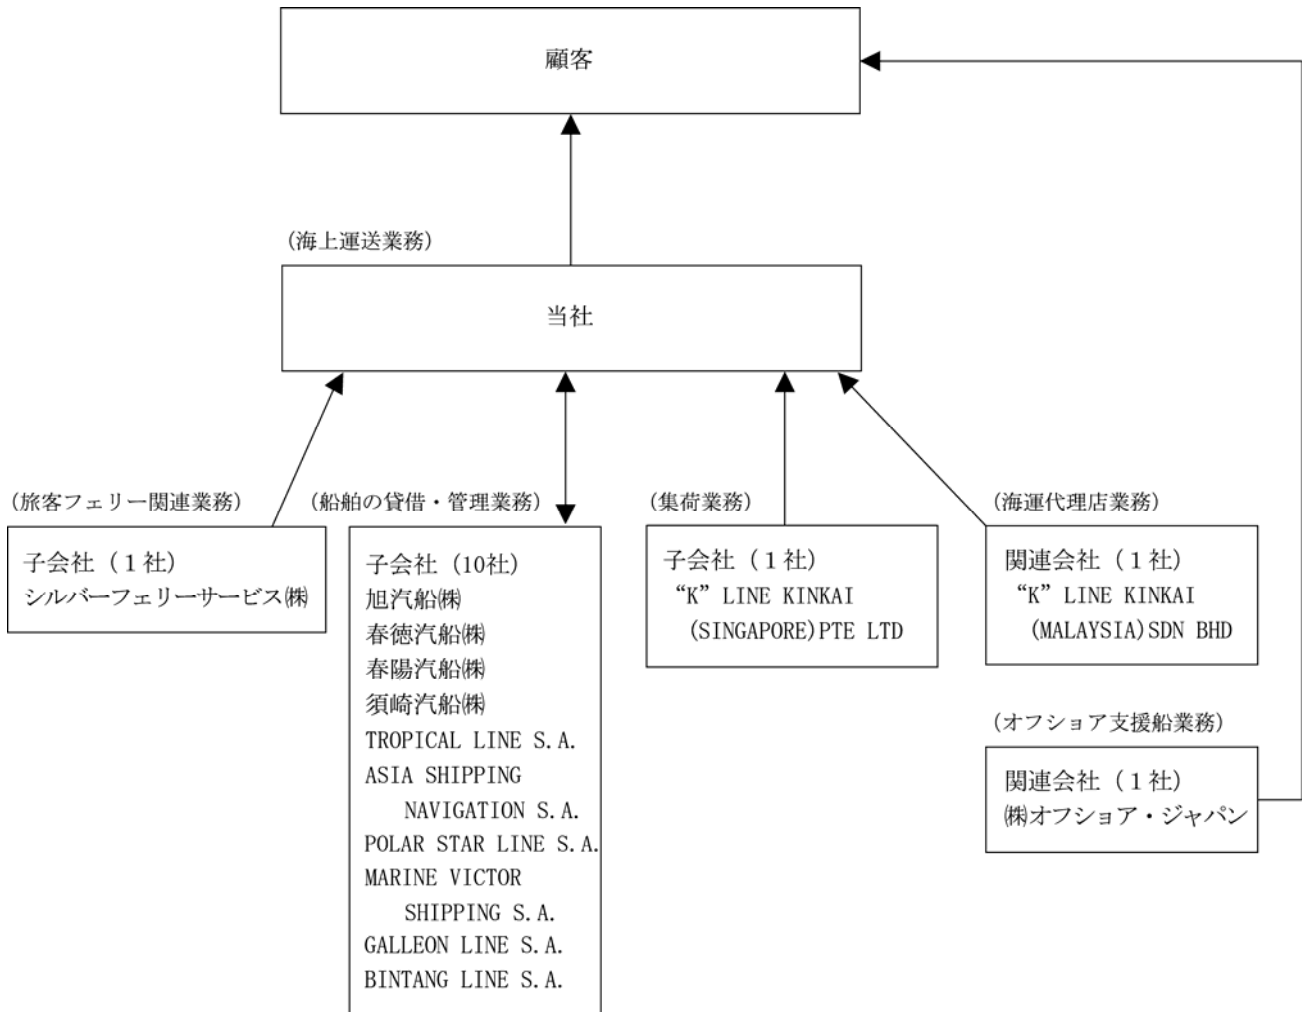 顧客
(海上運送業務)
当社
(旅客フェリー関連業務)
子会社(1社)
シルバーフェリーサービス㈱
(船舶の貸借・管理業務)
子会社(10社)
旭汽船㈱
春徳汽船㈱
春陽汽船㈱
須崎汽船㈱
TROPICAL LINE S.A.
ASIA SHIPPING
NAVIGATION S.A.
POLAR STAR LINE S.A.
MARINE VICTOR
SHIPPING S.A.
GALLEON LINE S.A.
BINTANG LINE S.A.
(集荷業務)
子会社(1社)
“K” LINE KINKAI
(SINGAPORE)PTE LTD
(海運代理店業務)
関連会社(1社)
“K” LINE KINKAI
(MALAYSIA)SDN BHD
(オフショア支援船業務)
関連会社(1社)
㈱オフショア・ジャパン